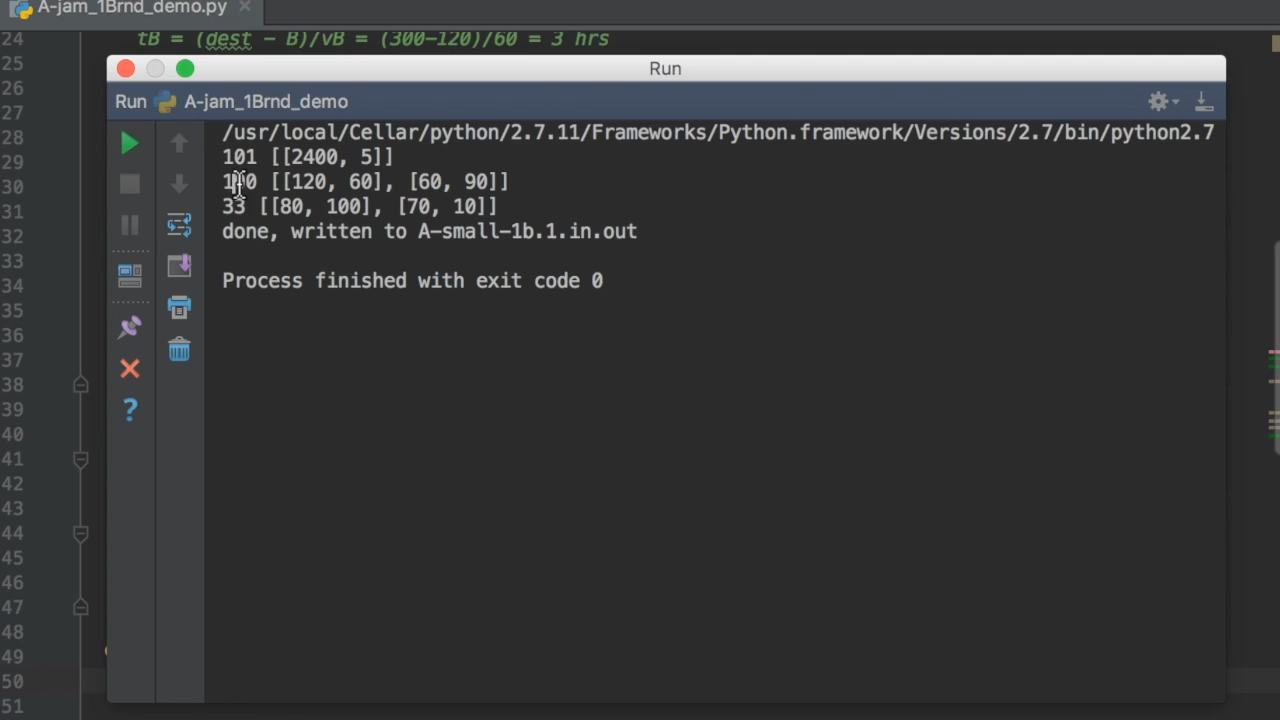 A-jam_1Brnd_demo.py
24 tB = (dest - B)/vB = (300-120)/60 = 3 hrs
25
26
27
28
29
30
31
32
33
34
35
36
37
38
39
40
41
42
43
44
45
46
47
48
49
50
51
Run
Run A-jam_1Brnd_demo
/usr/local/Cellar/python/2.7.11/Frameworks/Python.framework/Versions/2.7/bin/python2.7
101 [[2400, 5]]
[[120, 60], [60, 90]]
33 [[80, 100], [70, 10]]
done, written to A-small-1b.1.in.out
Process finished with exit code 0